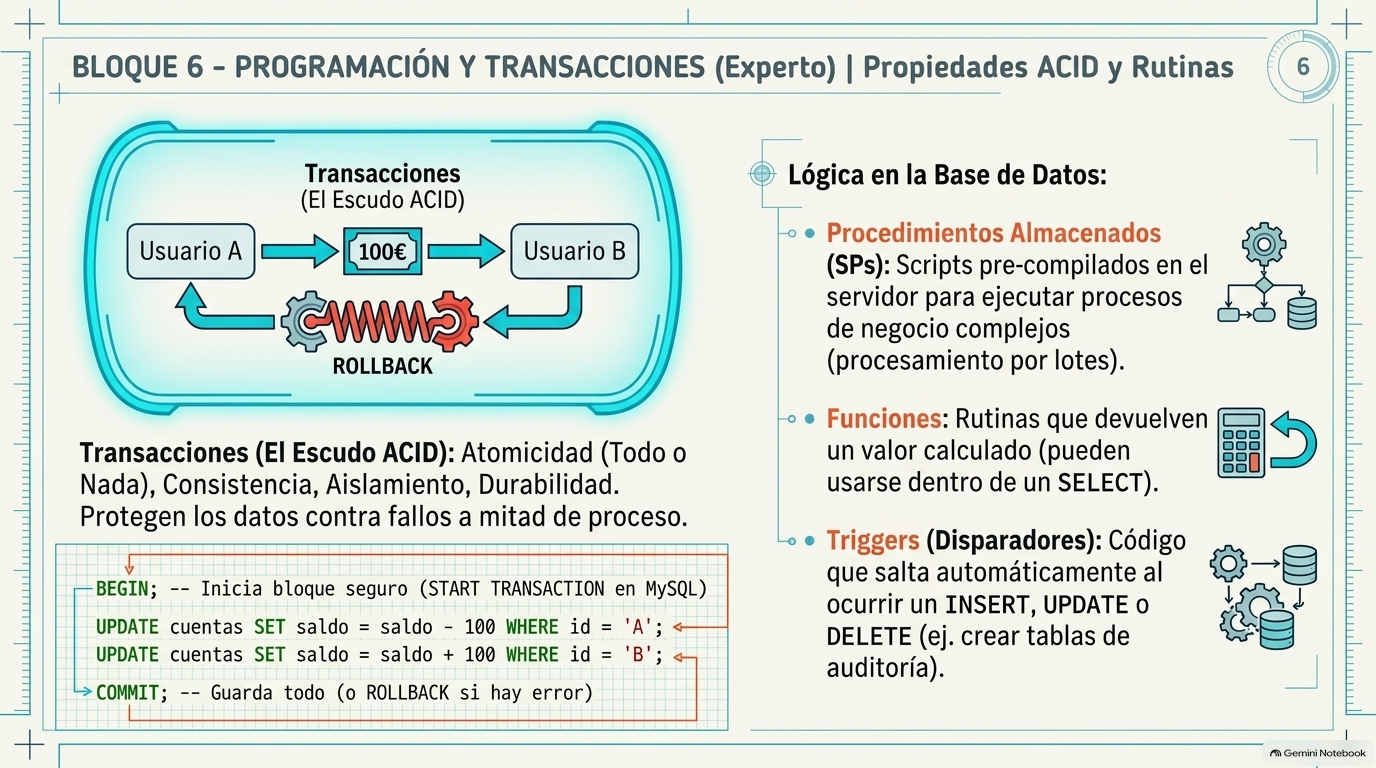 BLOQUE 6 – PROGRAMACIÓN Y TRANSACCIONES (Experto) | Propiedades ACID y Rutinas
6
Transacciones
(El Escudo ACID)
Usuario A
100€
Usuario B
ROLLBACK
Transacciones (El Escudo ACID): Atomicidad (Todo o
Nada), Consistencia, Aislamiento, Durabilidad.
Protegen los datos contra fallos a mitad de proceso.
BEGIN; -- Inicia bloque seguro (START TRANSACTION en MySQL)
UPDATE cuentas SET saldo = saldo - 100 WHERE id = 'A';
UPDATE cuentas SET saldo = saldo + 100 WHERE id = 'B';
COMMIT; -- Guarda todo (o ROLLBACK si hay error)
Lógica en la Base de Datos:
Procedimientos Almacenados
(SPs): Scripts pre-compilados en el
servidor para ejecutar procesos
de negocio complejos
(procesamiento por lotes).
Funciones: Rutinas que devuelven
un valor calculado (pueden
usarse dentro de un SELECT).
Triggers (Disparadores): Código
que salta automáticamente al
ocurrir un INSERT, UPDATE o
DELETE (ej. crear tablas de
auditoría).
Gemini Notebook